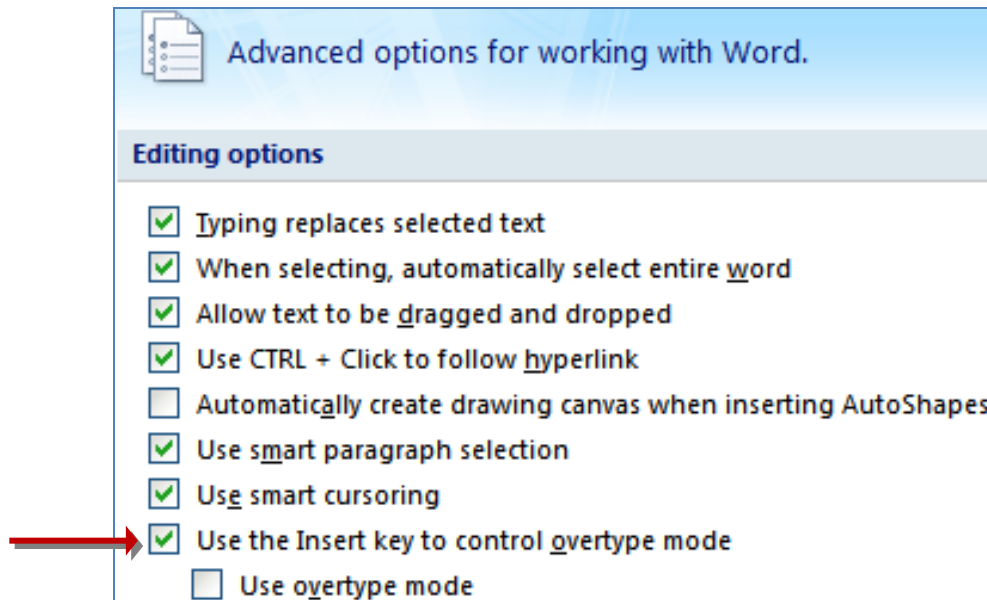 Advanced options for working with Word.
Editing options
Typing replaces selected text
When selecting, automatically select entire word
Allow text to be dragged and dropped
Use CTRL + Click to follow hyperlink
Automatically create drawing canvas when inserting AutoShapes
Use smart paragraph selection
Use smart cursoring
Use the Insert key to control overtype mode
Use overtype mode